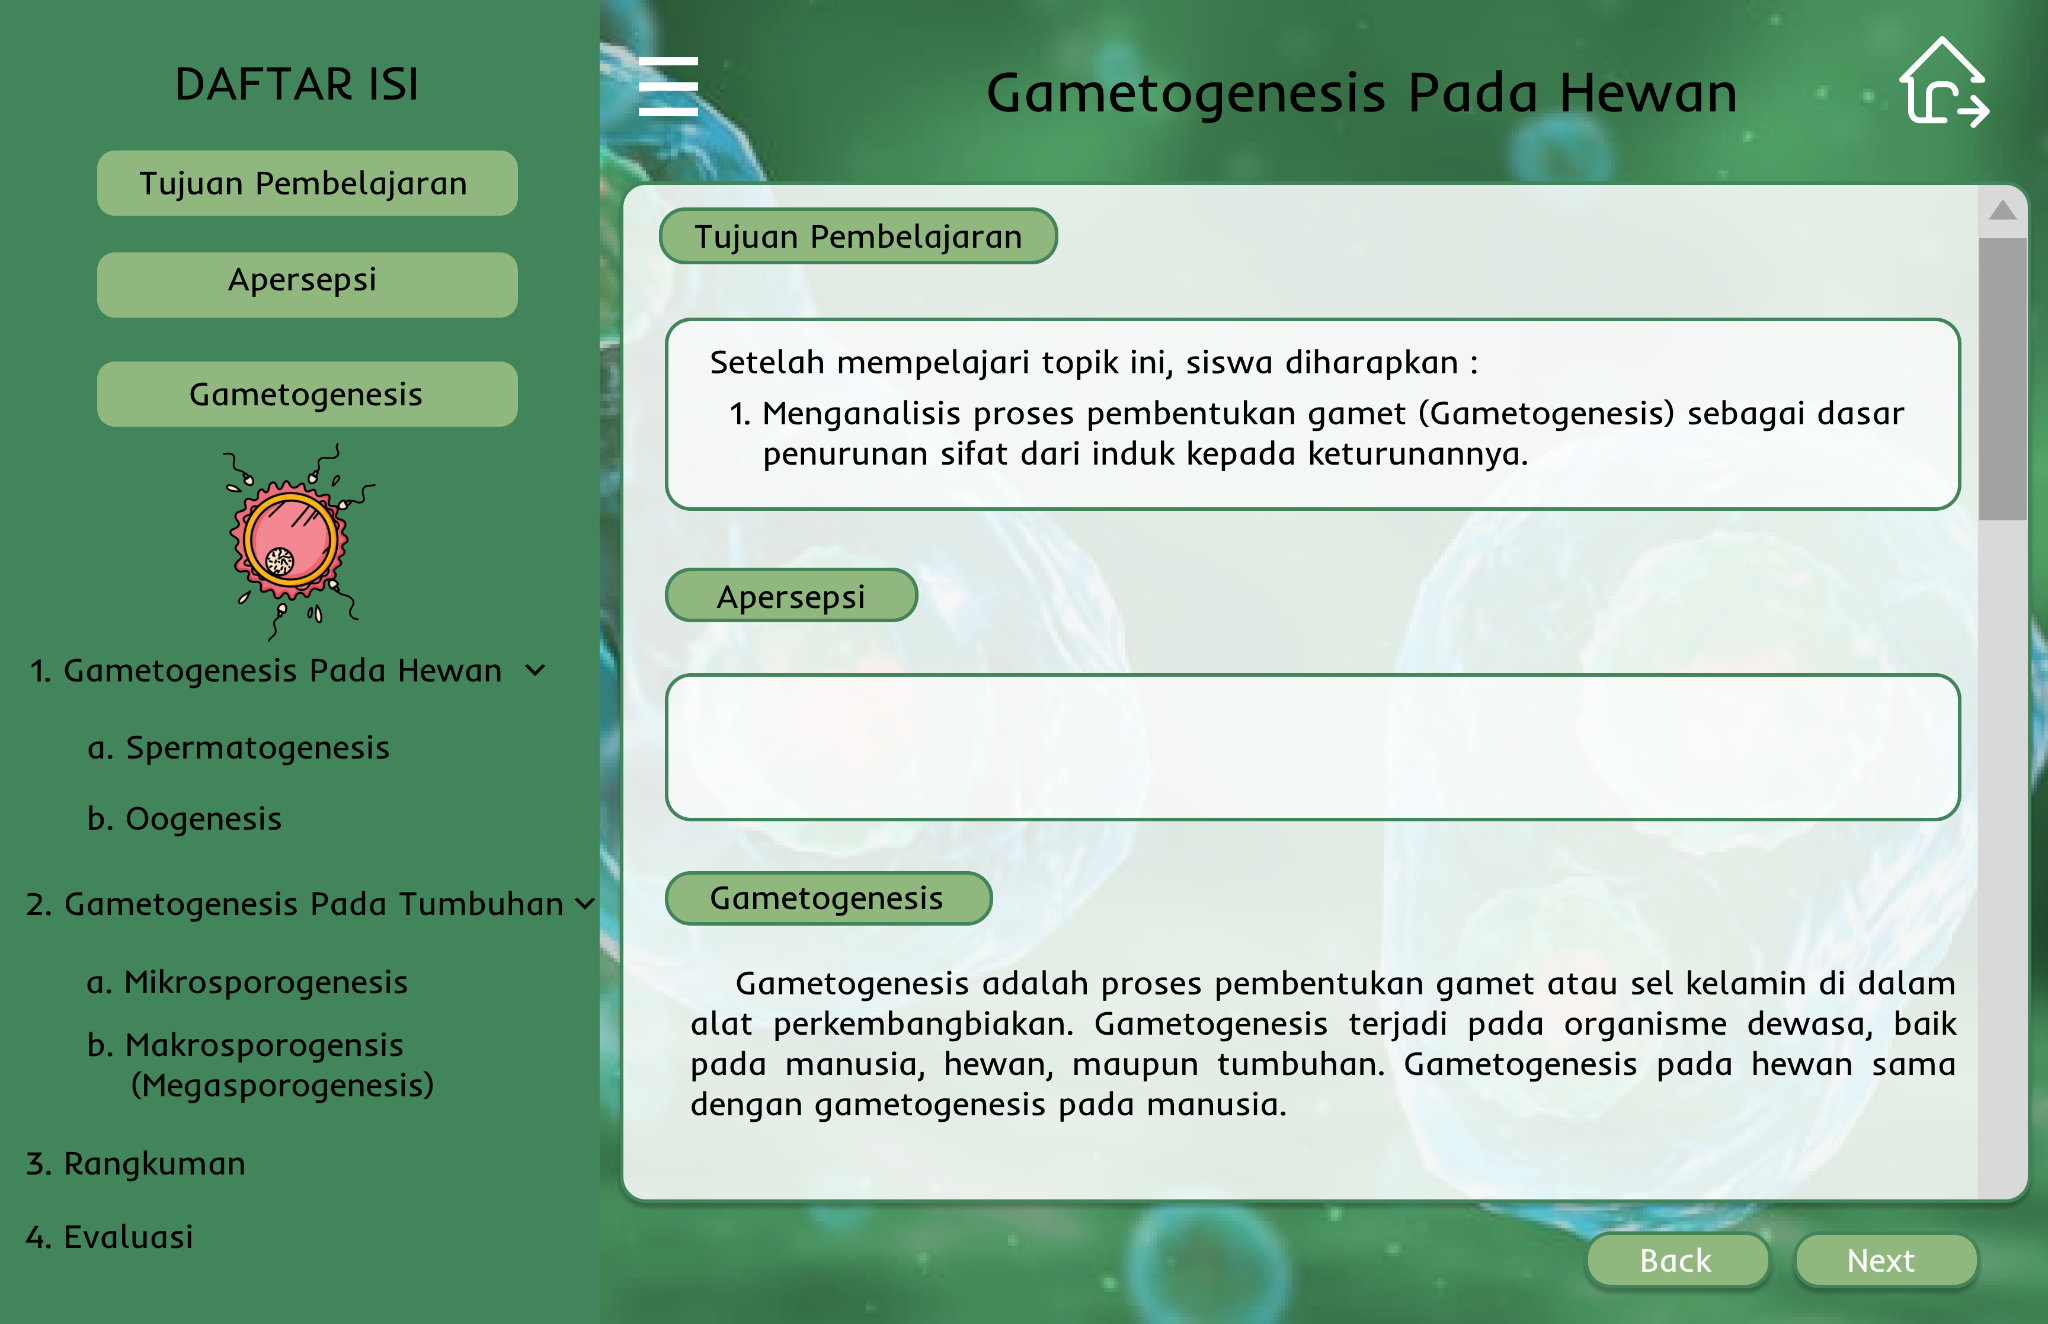 DAFTAR ISI
Tujuan Pembelajaran
Apersepsi
Gametogenesis
1. Gametogenesis Pada Hewan
a. Spermatogenesis
b. Oogenesis
2. Gametogenesis Pada Tumbuhan
a. Mikrosporogenesis
b. Makrosporogensis
(Megasporogenesis)
3. Rangkuman
4. Evaluasi
Gametogenesis Pada Hewan
Tujuan Pembelajaran
Setelah mempelajari topik ini, siswa diharapkan :
1. Menganalisis proses pembentukan gamet (Gametogenesis) sebagai dasar
penurunan sifat dari induk kepada keturunannya.
Apersepsi
Gametogenesis
Gametogenesis adalah proses pembentukan gamet atau sel kelamin di dalam
alat perkembangbiakan. Gametogenesis terjadi pada organisme dewasa, baik
pada manusia, hewan, maupun tumbuhan. Gametogenesis pada hewan sama
dengan gametogenesis pada manusia.
Back
Next